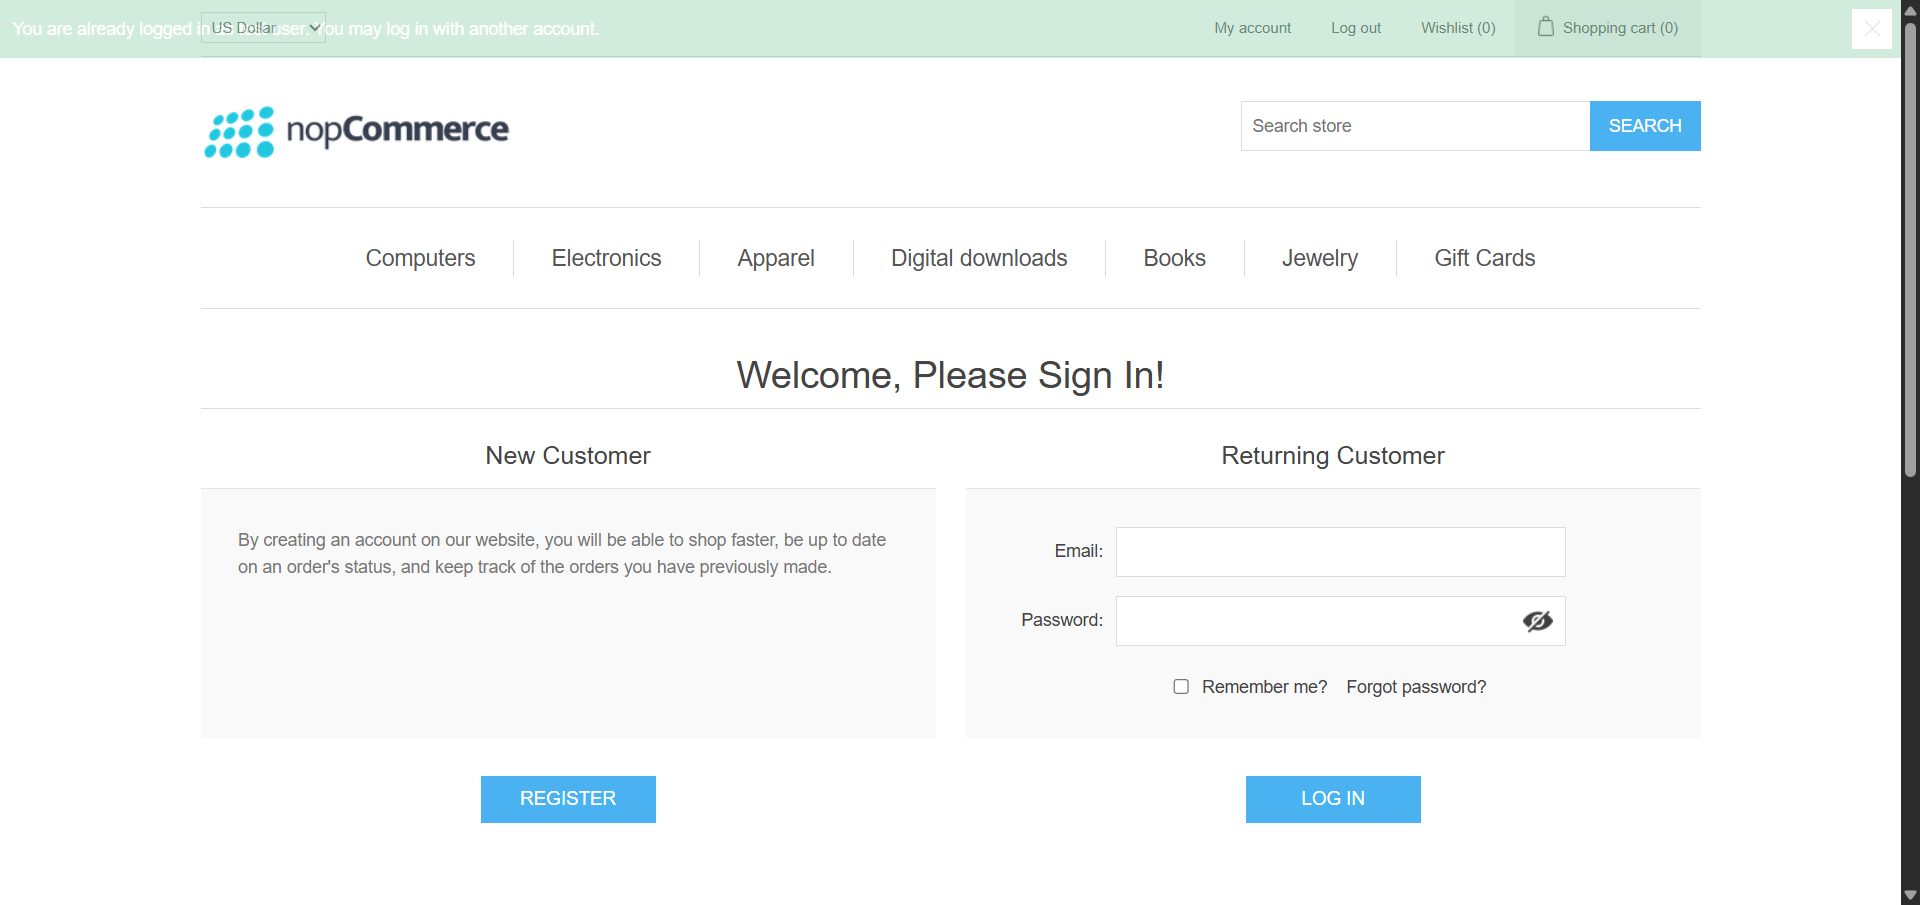 You are already logged in user. You may log in with another account.
US Dollar
My account
Log out
Wishlist (0)
Shopping cart (0)
nopCommerce
Search store
SEARCH
Computers
Electronics
Apparel
Digital downloads
Books
Jewelry
Gift Cards
Welcome, Please Sign In!
New Customer
By creating an account on our website, you will be able to shop faster, be up to date
on an order's status, and keep track of the orders you have previously made.
REGISTER
Returning Customer
Email:
Password:
Remember me?
Forgot password?
LOG IN